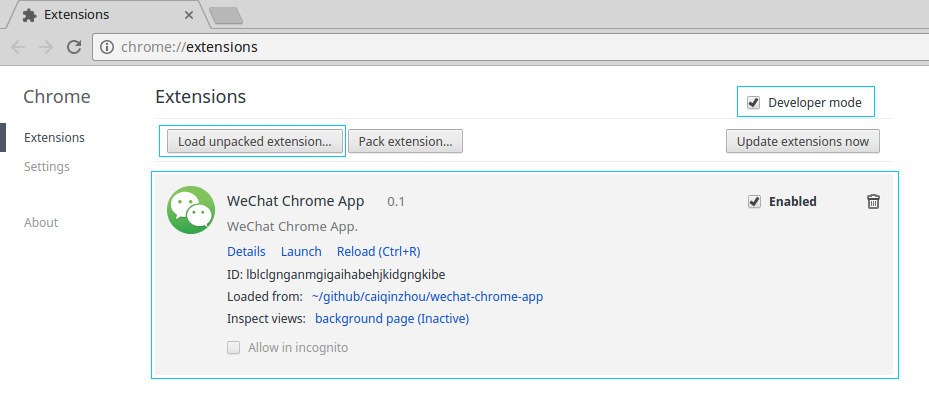 Extensions
chrome://extensions
Chrome
Extensions
Developer mode
Extensions
Load unpacked extension...
Pack extension...
Update extensions now
Settings
About
WeChat Chrome App 0.1
Enabled
WeChat Chrome App.
Details Launch Reload (Ctrl+R)
ID: lblclgnganmgigaihabehjkidgngkibe
Loaded from: ~/github/caiqinzhou/wechat-chrome-app
Inspect views: background page (Inactive)
Allow in incognito